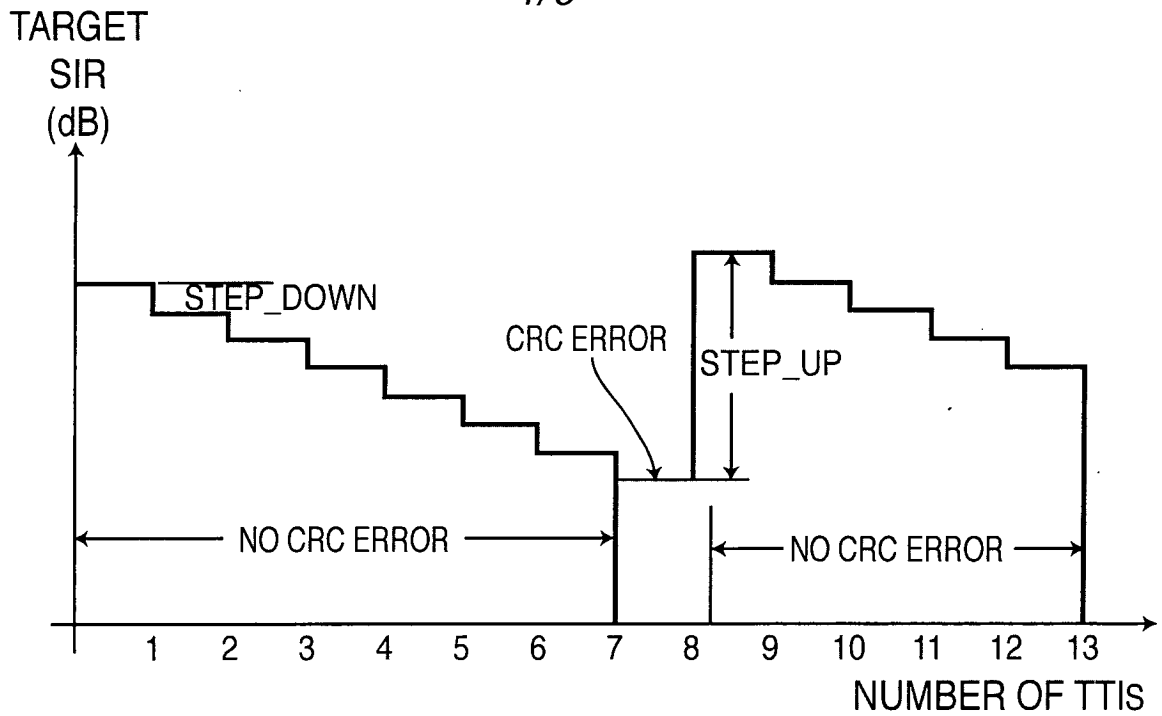 TARGET
SIR
(dB)
STEP_DOWN
CRC ERROR
STEP_UP
NO CRC ERROR
NO CRC ERROR
1 2 3 4 5 6 7 8 9 10 11 12 13
NUMBER OF TTIS